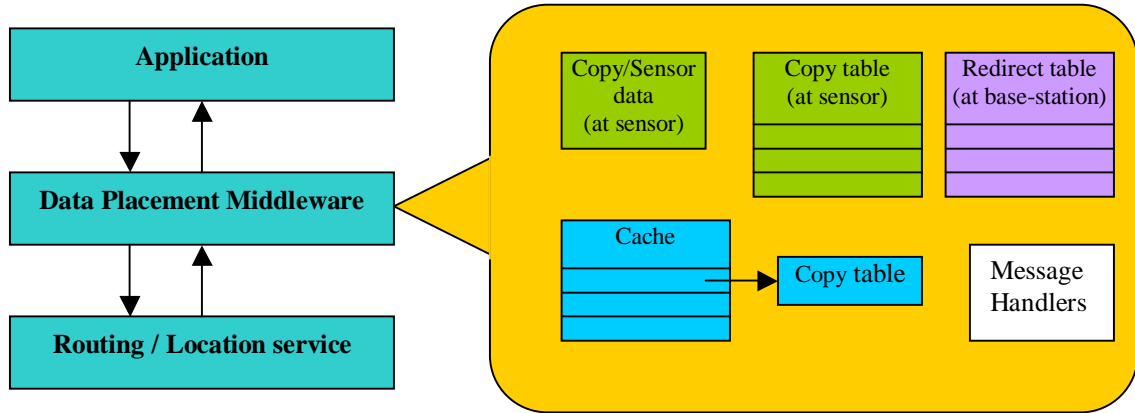 Application
Data Placement Middleware
Routing / Location service
Copy/Sensor
data
(at sensor)
Copy table
(at sensor)
Redirect table
(at base-station)
Cache
Copy table
Message
Handlers